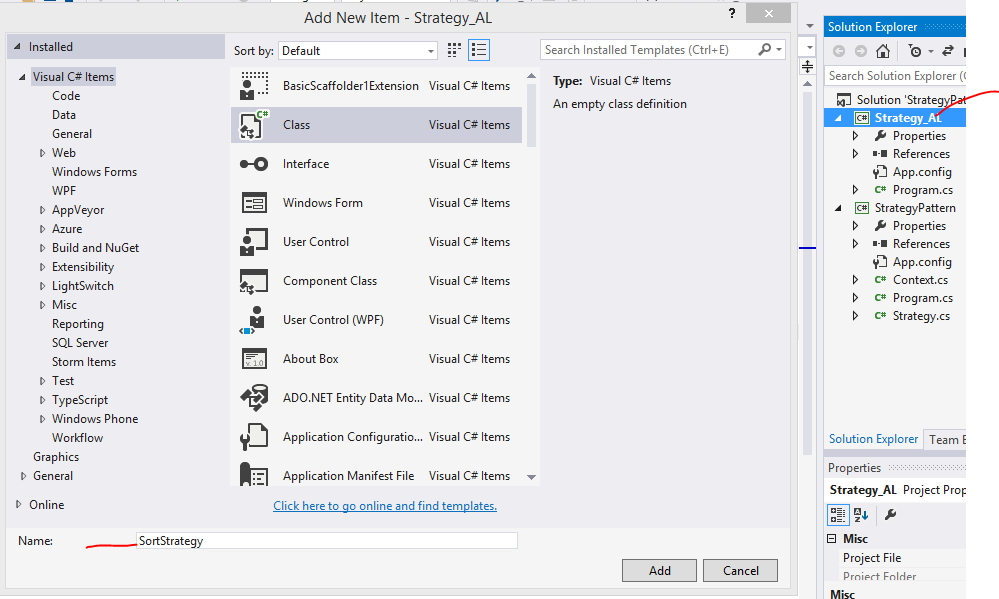 Add New Item - Strategy_AL
?
Installed
Sort by: Default
Search Installed Templates (Ctrl+E)
Visual C# Items
Code
Data
General
Web
Windows Forms
WPF
AppVeyor
Azure
Build and NuGet
Extensibility
LightSwitch
Misc
Reporting
SQL Server
Storm Items
Test
TypeScript
Windows Phone
Workflow
Graphics
General
Online
BasicScaffolder1Extension Visual C# Items
C# Class Visual C# Items
Interface Visual C# Items
Windows Form Visual C# Items
User Control Visual C# Items
Component Class Visual C# Items
User Control (WPF) Visual C# Items
v. 1.0 About Box Visual C# Items
ADO.NET Entity Data Mo... Visual C# Items
Application Configuratio... Visual C# Items
Application Manifest File Visual C# Items
Click here to go online and find templates.
Type: Visual C# Items
An empty class definition
Name: SortStrategy
Add Cancel
Solution Explorer
Search Solution Explorer (C
Solution 'StrategyPat
C# Strategy_AL
Properties
References
App.config
C# Program.cs
C# StrategyPattern
Properties
References
App.config
C# Context.cs
C# Program.cs
C# Strategy.cs
Solution Explorer Team E
Properties
Strategy_AL Project Prop
Misc
Project File
Project Folder
Misc